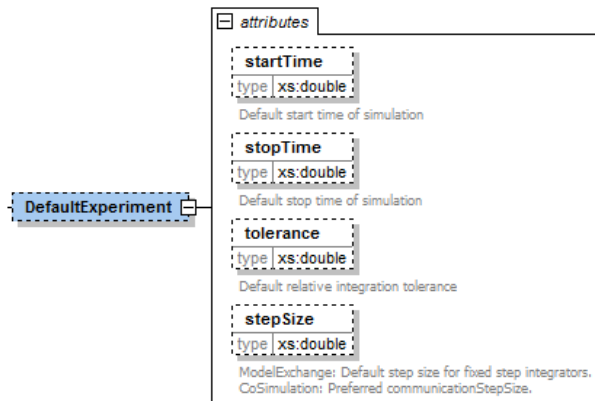 attributes
startTime
type xs:double
Default start time of simulation
stopTime
type xs:double
Default stop time of simulation
DefaultExperiment
tolerance
type xs:double
Default relative integration tolerance
stepSize
type xs:double
ModelExchange: Default step size for fixed step integrators.
CoSimulation: Preferred communicationStepSize.